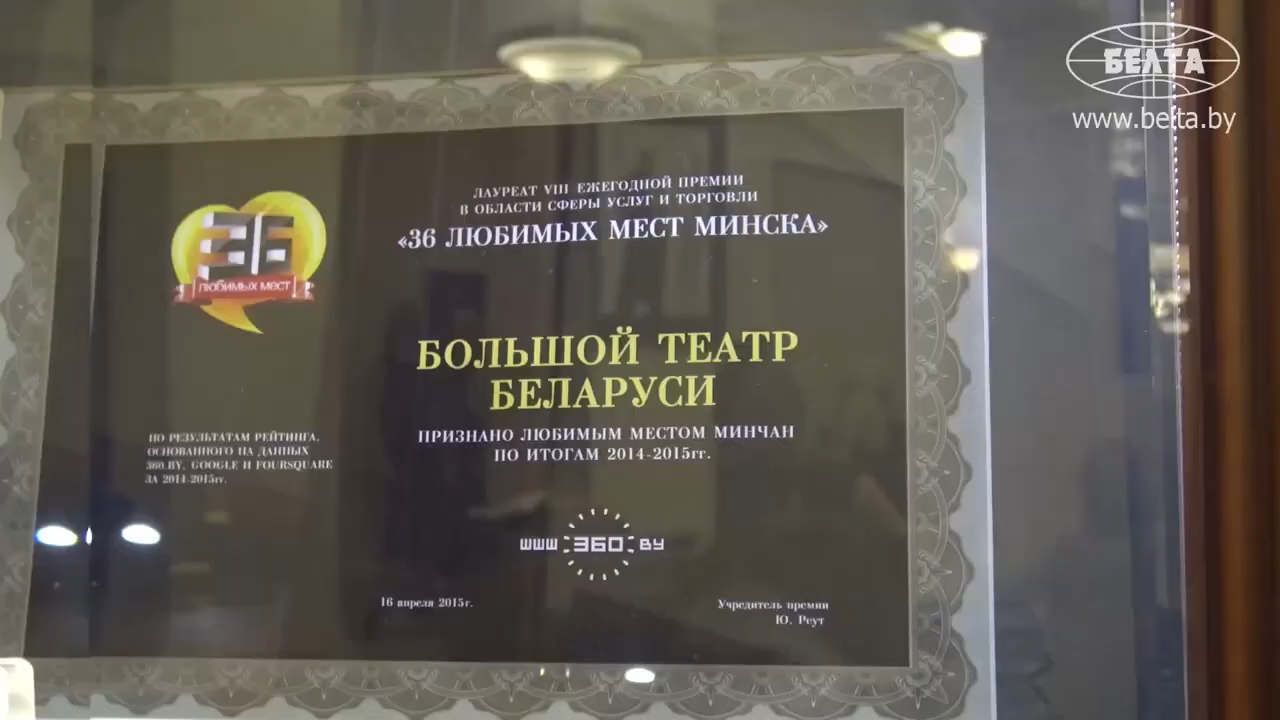 БЕЛТА
www.belta.by
ЛАУРЕАТ VIII ЕЖЕГОДНОЙ ПРЕМИИ
В ОБЛАСТИ СФЕРЫ УСЛУГ И ТОРГОВЛИ
«36 ЛЮБИМЫХ МЕСТ МИНСКА»
36
ЛЮБИМЫХ МЕСТ
БОЛЬШОЙ ТЕАТР
БЕЛАРУСИ
ПРИЗНАНО ЛЮБИМЫМ МЕСТОМ МИНЧАН
ПО ИТОГАМ 2014-2015гг.
ПО РЕЗУЛЬТАТАМ РЕЙТИНГА,
ОСНОВАННОГО НА ДАННЫХ
360.BY, GOOGLE И FOURSQUARE
ЗА 2014-2015гг.
шшш 360 BY
16 апреля 2015г.
Учредитель премии
Ю. Реут